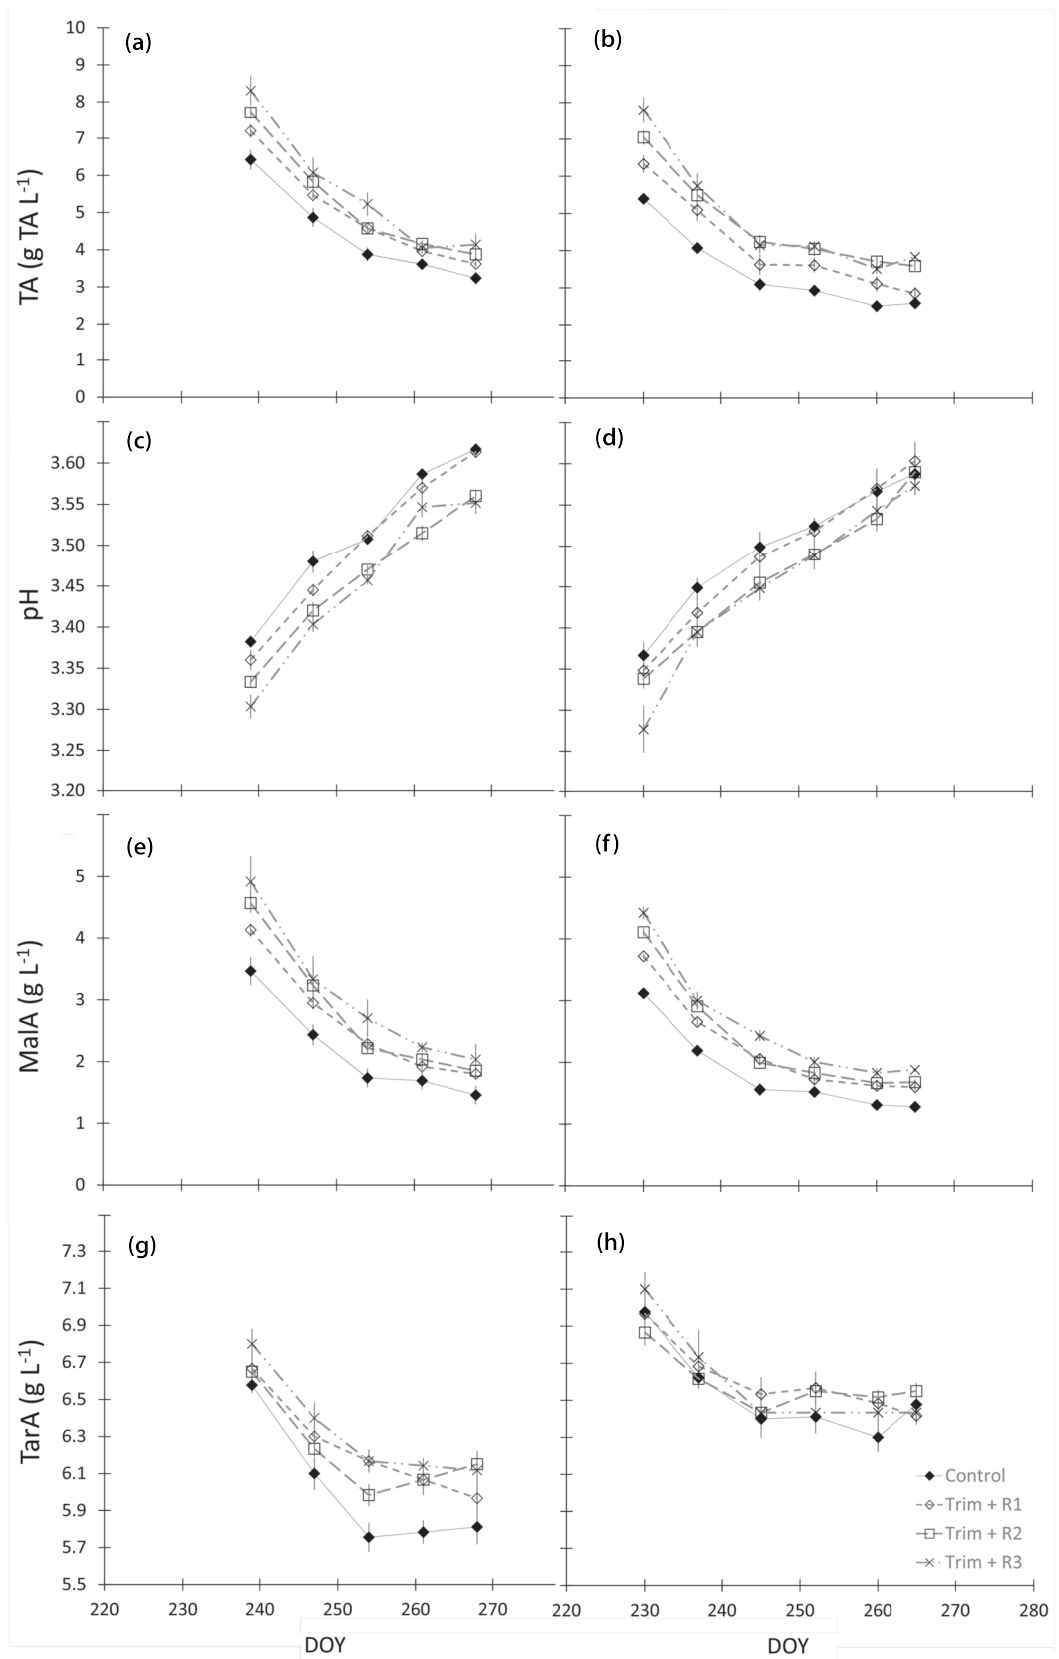 (a)
(b)
10
9
8
7
6
5
4
3
2
1
0
TA (g TA L-1)
(c)
(d)
3.60
3.55
3.50
3.45
3.40
3.35
3.30
3.25
3.20
pH
(e)
(f)
5
4
3
2
1
0
MalA (g L-1)
(g)
(h)
7.3
7.1
6.9
6.7
6.5
6.3
6.1
5.9
5.7
5.5
TarA (g L-1)
Control
Trim + R1
Trim + R2
Trim + R3
220 230 240 250 260 270 220 230 240 250 260 270 280
DOY DOY